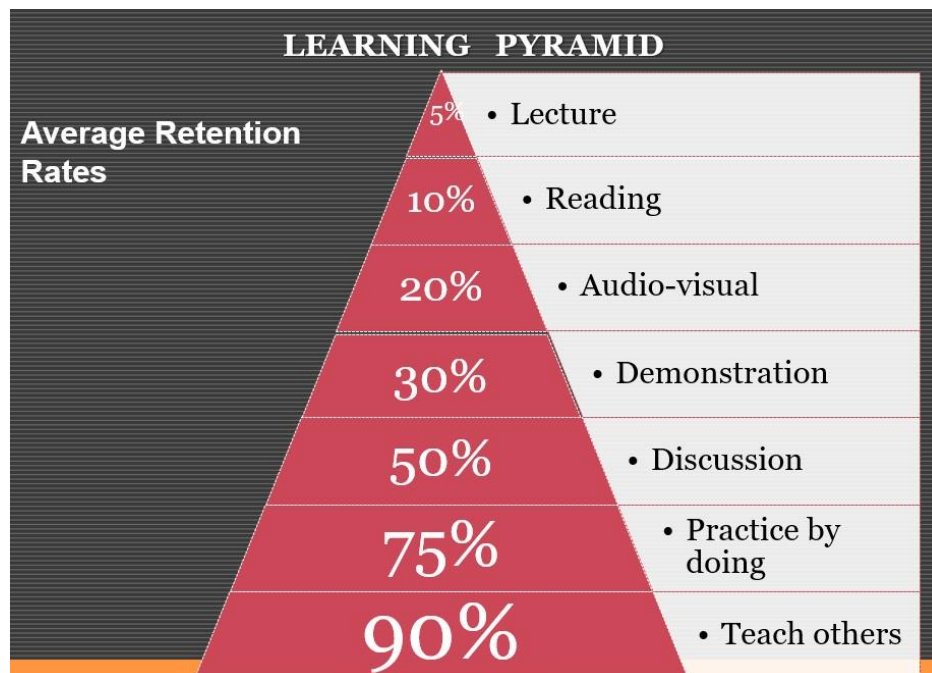 LEARNING PYRAMID
Average Retention
Rates
5% • Lecture
10% • Reading
20% • Audio-visual
30% • Demonstration
50% • Discussion
75% • Practice by
doing
90% • Teach others